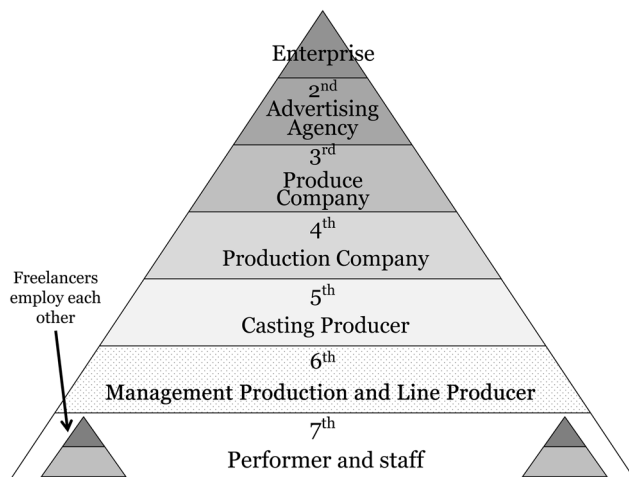 Enterprise
2nd
Advertising
Agency
3rd
Produce
Company
4th
Production Company
5th
Casting Producer
6th
Management Production and Line Producer
7th
Performer and staff
Freelancers
employ each
other